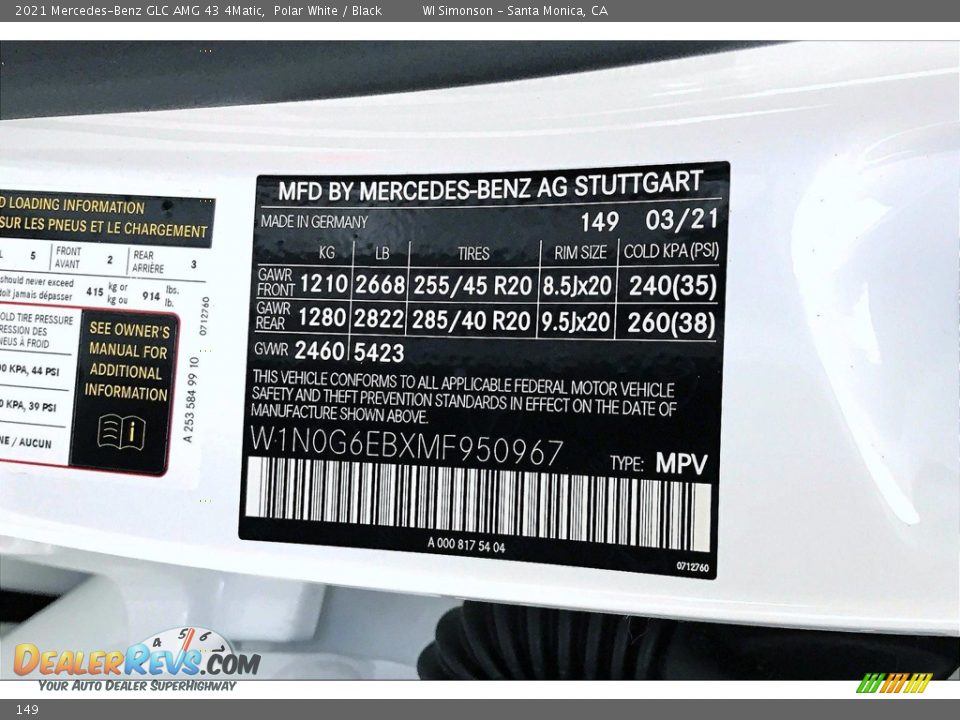 2021 Mercedes-Benz GLC AMG 43 4Matic, Polar White / Black WI Simonson - Santa Monica, CA
LOADING INFORMATION
SUR LES PNEUS ET LE CHARGEMENT
5 FRONT AVANT 2 REAR ARRIÈRE 3
should never exceed
doit jamais dépasser 415 kg or kg ou 914 lbs. lb.
OLD TIRE PRESSURE
DES
À FROID
KPA, 44 PSI
KPA, 39 PSI
/ AUCUN
SEE OWNER'S
MANUAL FOR
ADDITIONAL
INFORMATION
i
0712760
A 253 584 99 10
MFD BY MERCEDES-BENZ AG STUTTGART
MADE IN GERMANY 149 03/21
KG LB TIRES RIM SIZE COLD KPA (PSI)
GAWR FRONT 1210 2668 255/45 R20 8.5Jx20 240(35)
GAWR REAR 1280 2822 285/40 R20 9.5Jx20 260(38)
GVWR 2460 5423
THIS VEHICLE CONFORMS TO ALL APPLICABLE FEDERAL MOTOR VEHICLE
SAFETY AND THEFT PREVENTION STANDARDS IN EFFECT ON THE DATE OF
MANUFACTURE SHOWN ABOVE.
W1N0G6EBXMF950967
TYPE: MPV
A 000 817 54 04
0712760
4 5 6
DEALERREVS.COM
YOUR AUTO DEALER SUPERHIGHWAY
149